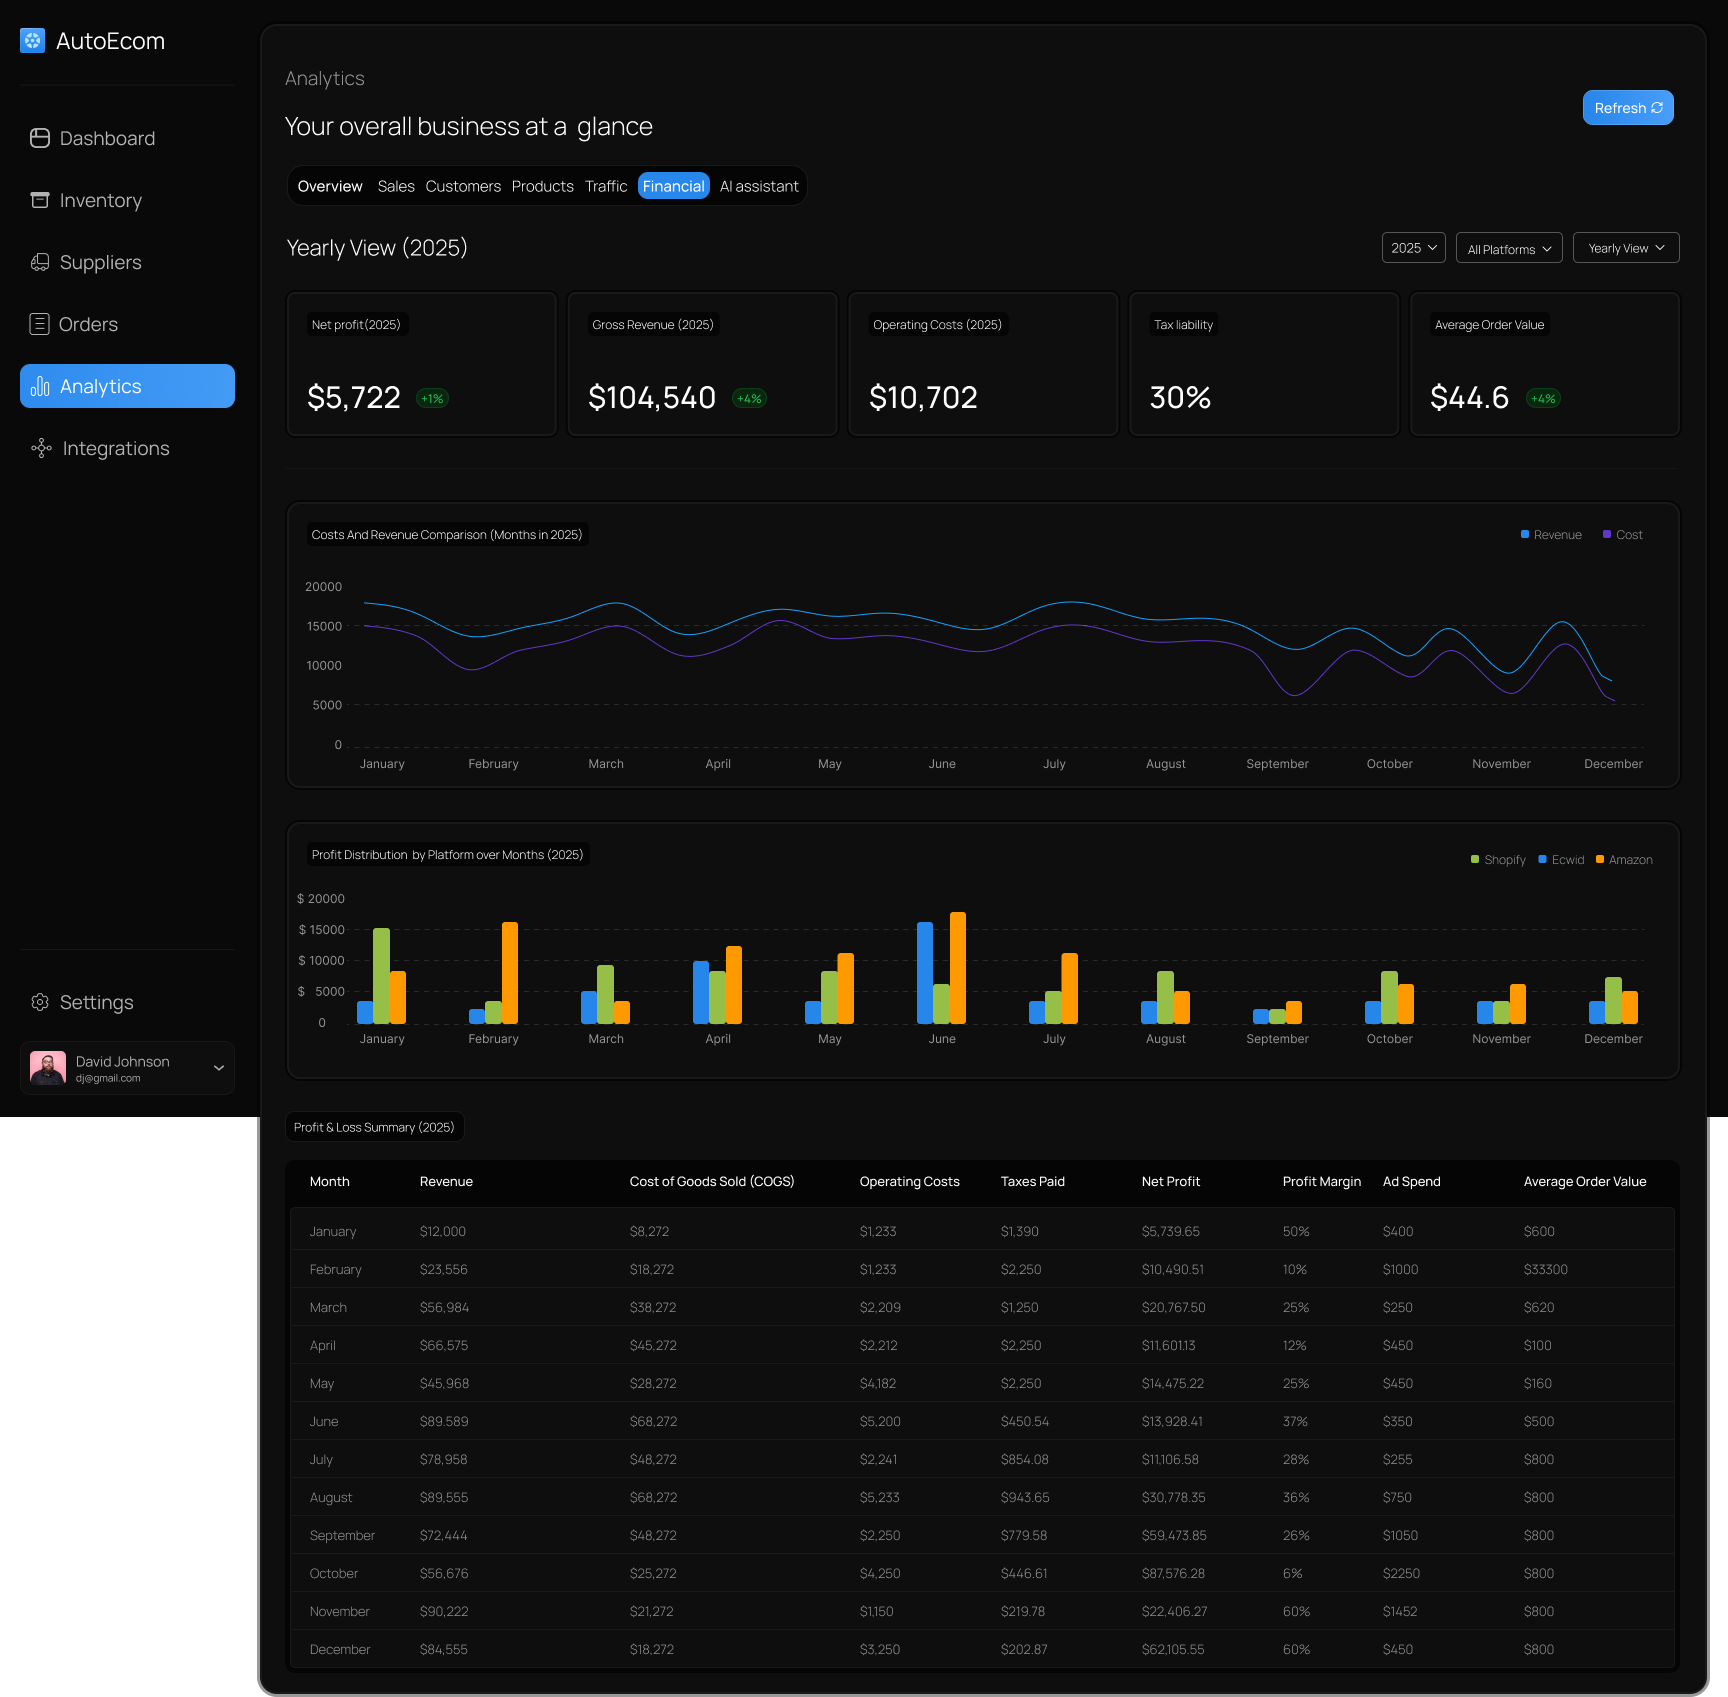 AutoEcom
Dashboard
Inventory
Suppliers
Orders
Analytics
Integrations
Settings
David Johnson
dj@gmail.com
Analytics
Your overall business at a glance
Refresh
Overview Sales Customers Products Traffic Financial AI assistant
Yearly View (2025)
2025 All Platforms Yearly View
Net profit(2025)
$5,722 +1%
Gross Revenue (2025)
$104,540 +4%
Operating Costs (2025)
$10,702
Tax liability
30%
Average Order Value
$44.6 +4%
Costs And Revenue Comparison (Months in 2025)
Revenue Cost
20000
15000
10000
5000
0
January February March April May June July August September October November December
Profit Distribution by Platform over Months (2025)
Shopify Ecwid Amazon
$ 20000
$ 15000
$ 10000
$ 5000
0
January February March April May June July August September October November December
Profit & Loss Summary (2025)
Month Revenue Cost of Goods Sold (COGS) Operating Costs Taxes Paid Net Profit Profit Margin Ad Spend Average Order Value
January $12,000 $8,272 $1,233 $1,390 $5,739.65 50% $400 $600
February $23,556 $18,272 $1,233 $2,250 $10,490.51 10% $1000 $33300
March $56,984 $38,272 $2,209 $1,250 $20,767.50 25% $250 $620
April $66,575 $45,272 $2,212 $2,250 $11,601.13 12% $450 $100
May $45,968 $28,272 $4,182 $2,250 $14,475.22 25% $450 $160
June $89.589 $68,272 $5,200 $450.54 $13,928.41 37% $350 $500
July $78,958 $48,272 $2,241 $854.08 $11,106.58 28% $255 $800
August $89,555 $68,272 $5,233 $943.65 $30,778.35 36% $750 $800
September $72,444 $48,272 $2,250 $779.58 $59,473.85 26% $1050 $800
October $56,676 $25,272 $4,250 $446.61 $87,576.28 6% $2250 $800
November $90,222 $21,272 $1,150 $219.78 $22,406.27 60% $1452 $800
December $84,555 $18,272 $3,250 $202.87 $62,105.55 60% $450 $800